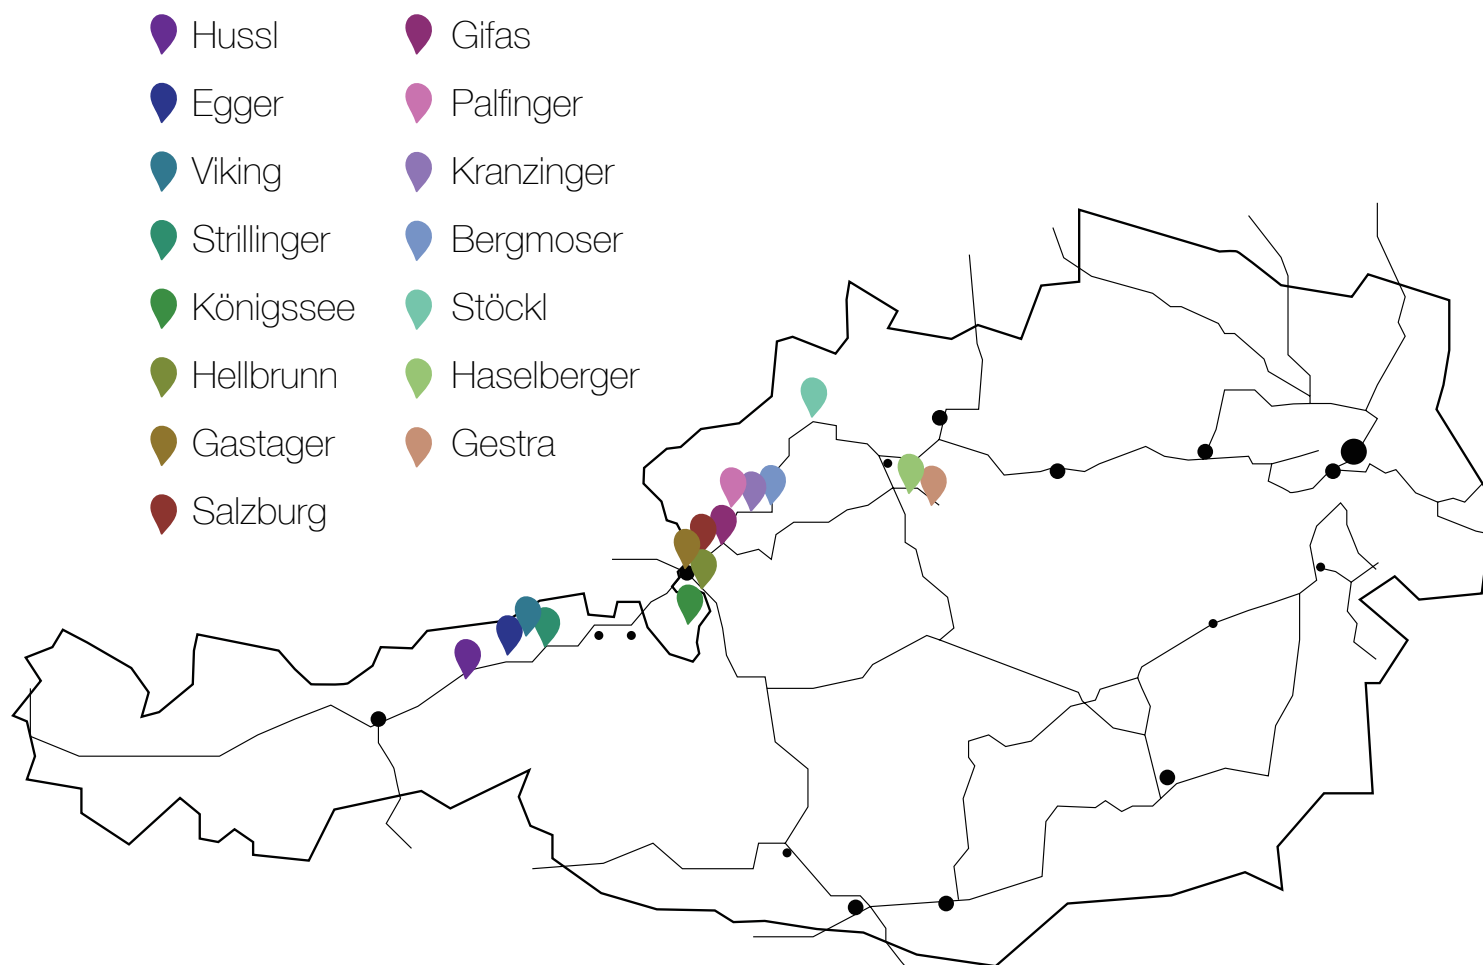 Hussl
Egger
Viking
Strillinger
Königssee
Hellbrunn
Gastager
Salzburg
Gifas
Palfinger
Kranzinger
Bergmoser
Stöckl
Haselberger
Gestra